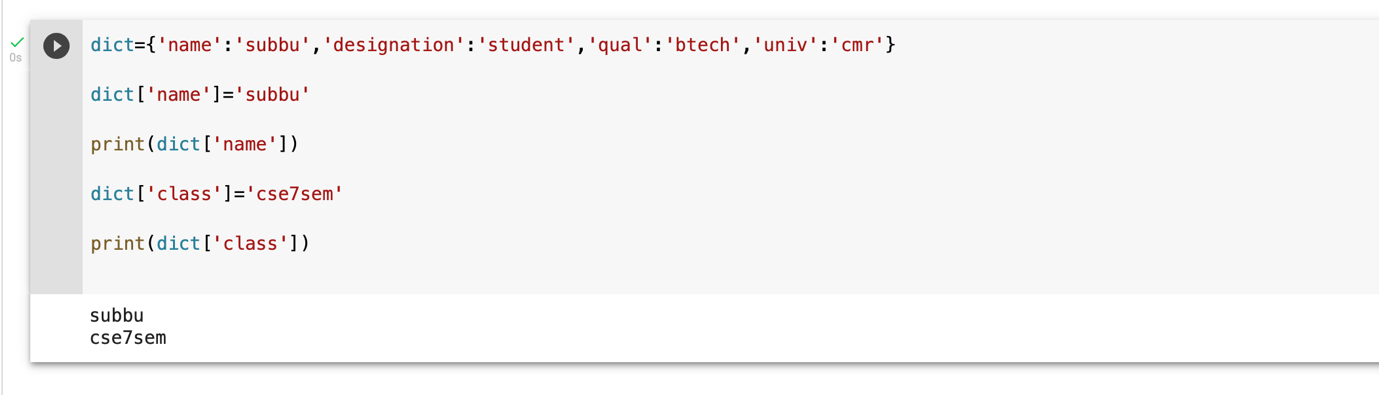 dict={'name':'subbu','designation':'student','qual':'btech','univ':'cmr'}
dict['name']='subbu'
print(dict['name'])
dict['class']='cse7sem'
print(dict['class'])
0s
subbu
cse7sem